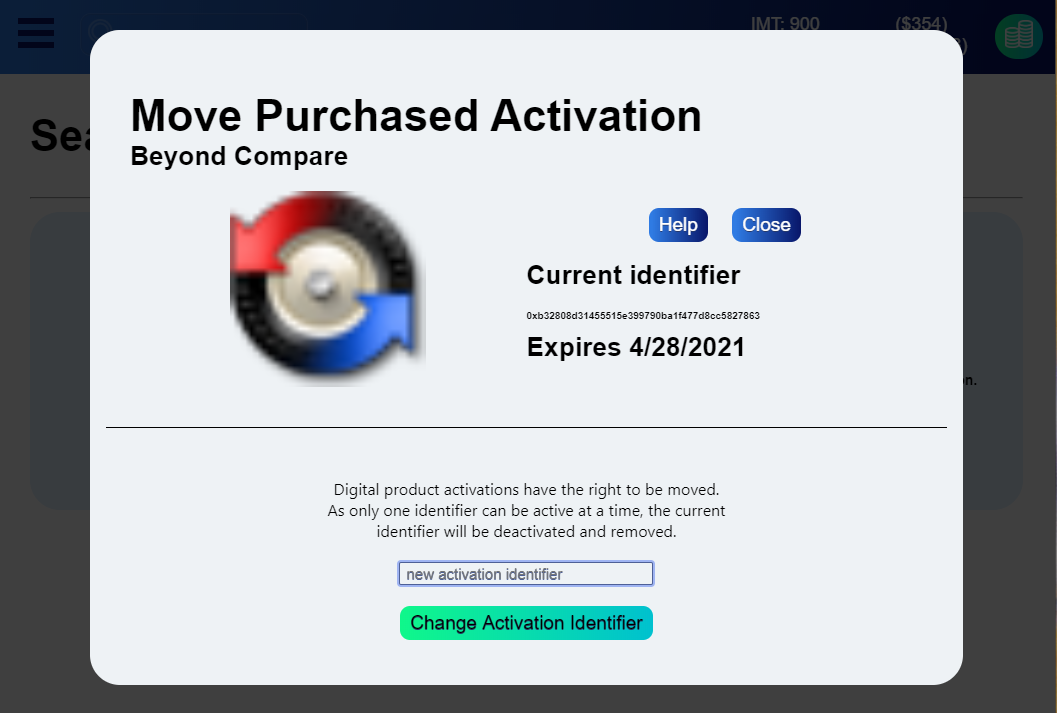 IMT: 900
($354)
Move Purchased Activation
Beyond Compare
Help
Close
Current identifier
0xb32808d31455515e399790ba1f477d8cc5827863
Expires 4/28/2021
Digital product activations have the right to be moved.
As only one identifier can be active at a time, the current
identifier will be deactivated and removed.
new activation identifier
Change Activation Identifier